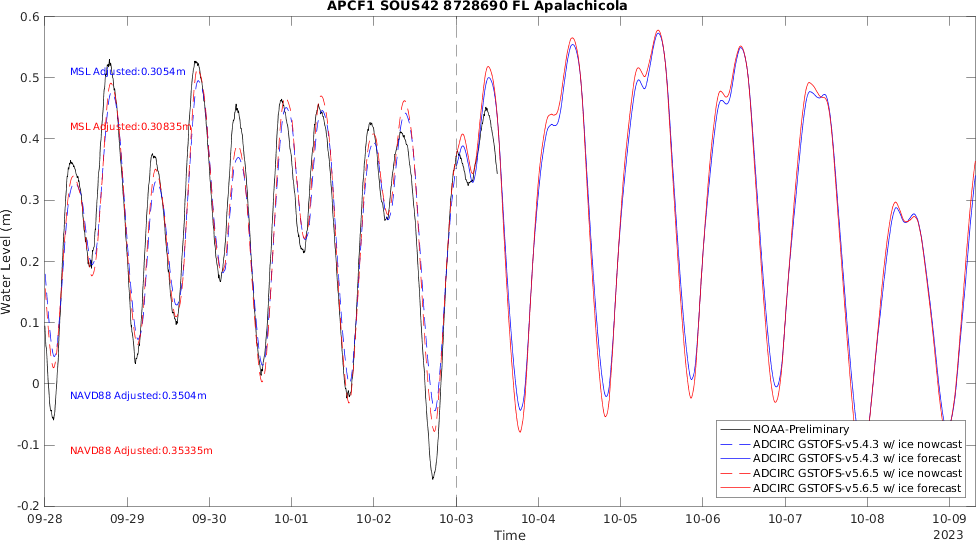 APCF1 SOUS42 8728690 FL Apalachicola
0.6
0.5
0.4
0.3
0.2
0.1
0
-0.1
-0.2
Water Level (m)
MSL Adjusted:0.3054m
MSL Adjusted:0.30835m
NAVD88 Adjusted:0.3504m
NAVD88 Adjusted:0.35335m
NOAA-Preliminary
ADCIRC GSTOFS-v5.4.3 w/ ice nowcast
ADCIRC GSTOFS-v5.4.3 w/ ice forecast
ADCIRC GSTOFS-v5.6.5 w/ ice nowcast
ADCIRC GSTOFS-v5.6.5 w/ ice forecast
09-28 09-29 09-30 10-01 10-02 10-03 10-04 10-05 10-06 10-07 10-08 10-09
Time
2023